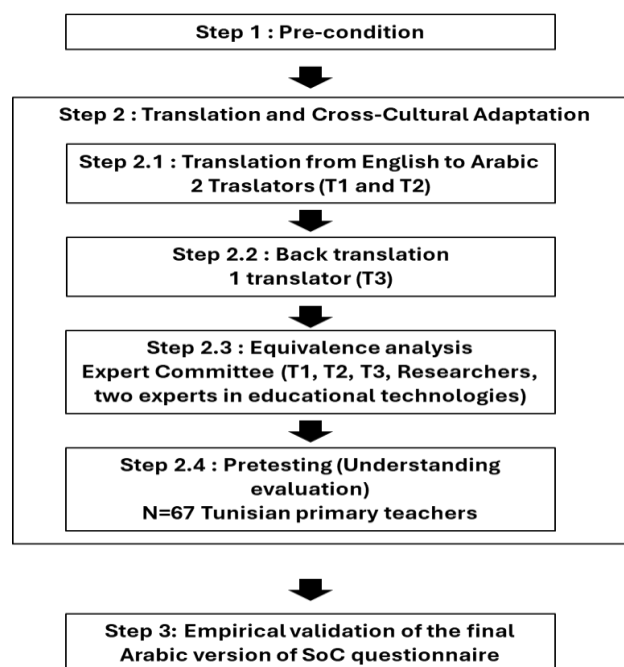 Step 1 : Pre-condition
Step 2 : Translation and Cross-Cultural Adaptation
Step 2.1 : Translation from English to Arabic
2 Traslators (T1 and T2)
Step 2.2 : Back translation
1 translator (T3)
Step 2.3 : Equivalence analysis
Expert Committee (T1, T2, T3, Researchers,
two experts in educational technologies)
Step 2.4 : Pretesting (Understanding
evaluation)
N=67 Tunisian primary teachers
Step 3: Empirical validation of the final
Arabic version of SoC questionnaire